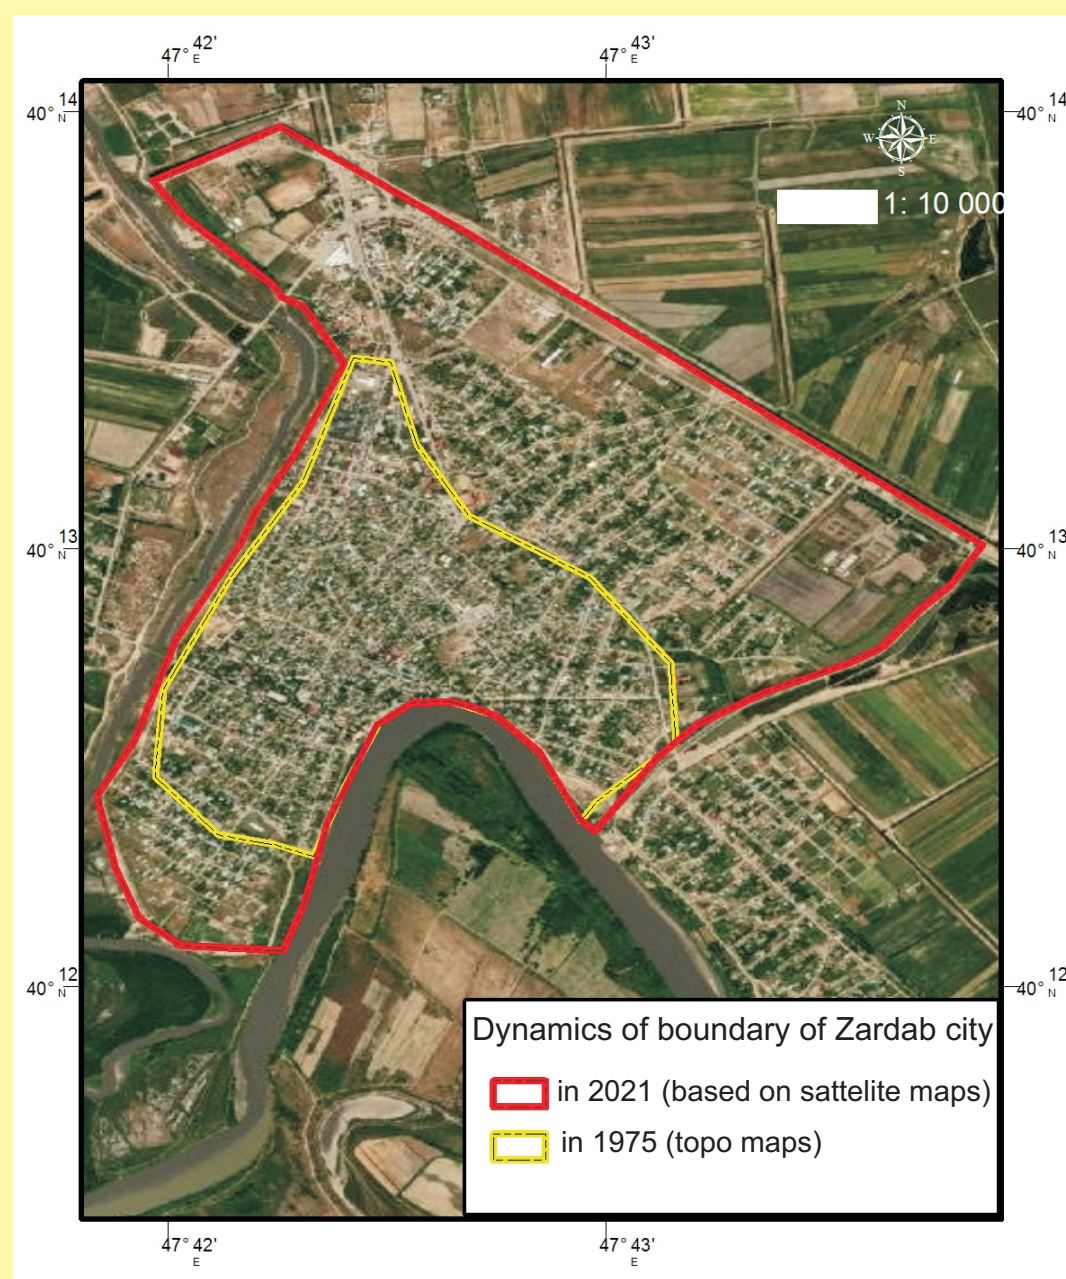 47° 42' E
47° 43' E
40° 14 N
40° 14 N
N
W E
S
1: 10 000
40° 13 N
40° 13 N
40° 12 N
40° 12 N
Dynamics of boundary of Zardab city
in 2021 (based on sattelite maps)
in 1975 (topo maps)
47° 42' E
47° 43' E